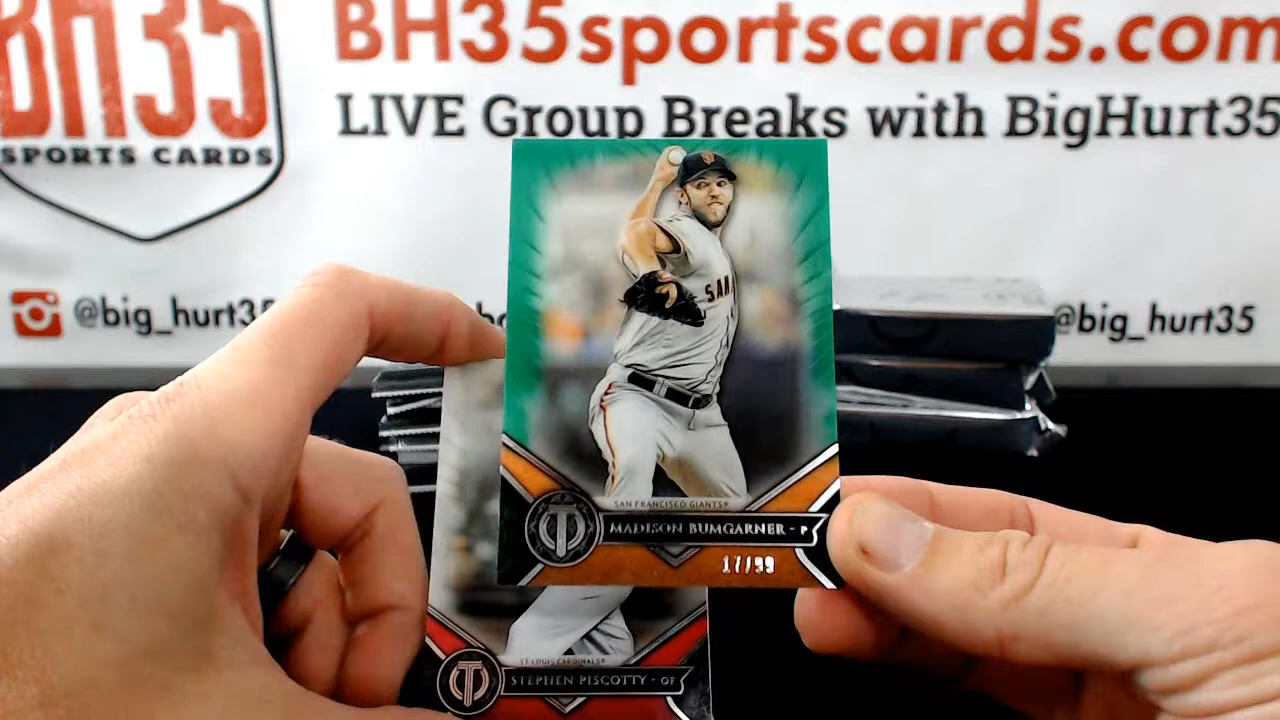 BH35
SPORTS CARDS
BH35sportscards.com
LIVE Group Breaks with BigHurt35
@big_hurt35
@big_hurt35
SAN
SAN FRANCISCO GIANTS®
MADISON BUMGARNER - P
17/99
ST. LOUIS CARDINALS®
STEPHEN PISCOTTY - OF